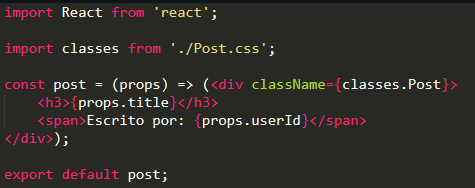 import React from 'react';
import classes from './Post.css';
const post = (props) => (<div className={classes.Post}>
    <h3>{props.title}</h3>
    <span>Escrito por: {props.userId}</span>
</div>);
export default post;